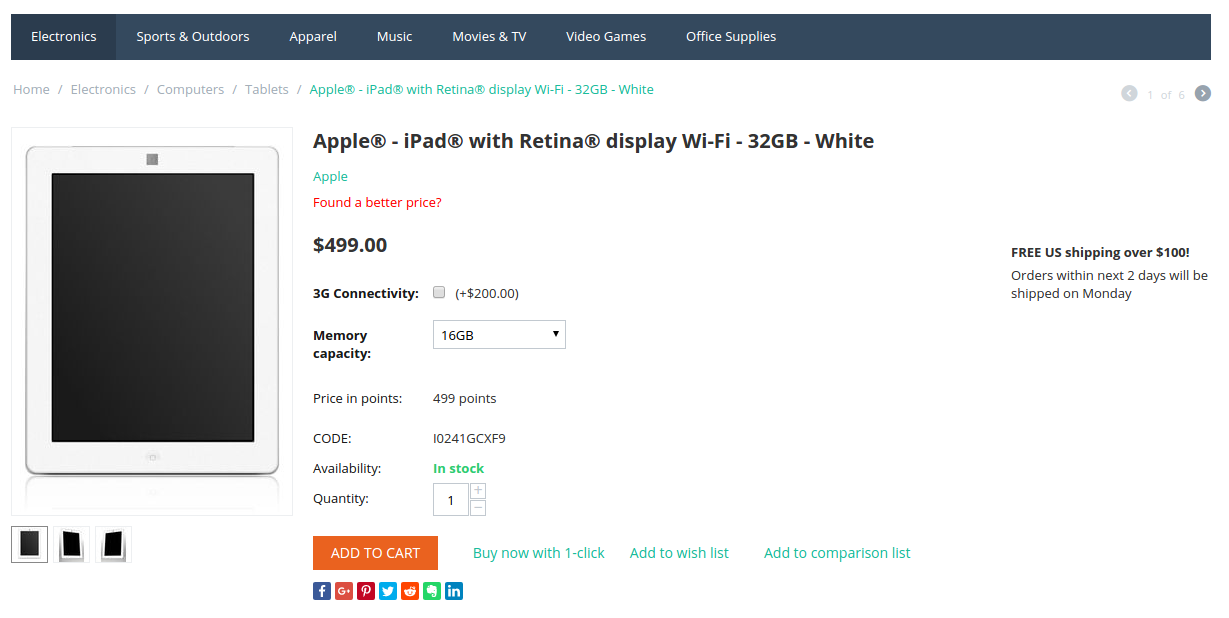 Electronics Sports & Outdoors Apparel Music Movies & TV Video Games Office Supplies
Home / Electronics / Computers / Tablets / Apple® - iPad® with Retina® display Wi-Fi - 32GB - White
1 of 6
Apple® - iPad® with Retina® display Wi-Fi - 32GB - White
Apple
Found a better price?
$499.00
FREE US shipping over $100!
Orders within next 2 days will be
shipped on Monday
3G Connectivity: (+$200.00)
Memory
capacity:
16GB
Price in points: 499 points
CODE: I0241GCXF9
Availability: In stock
Quantity: 1 + −
ADD TO CART Buy now with 1-click Add to wish list Add to comparison list
f G+ in